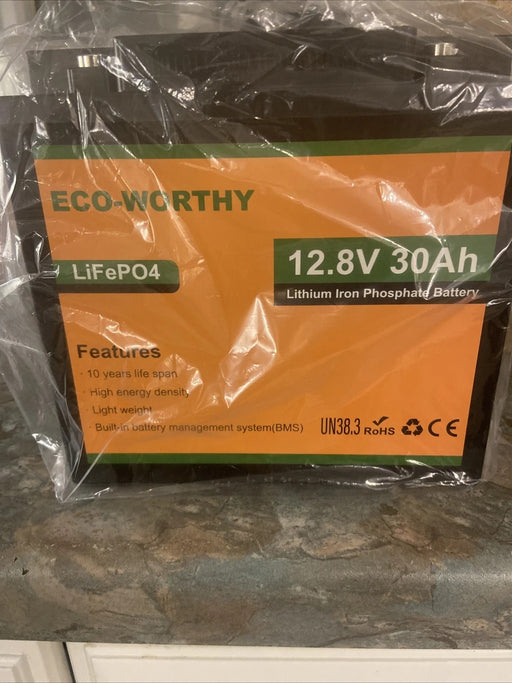 ECO-WORTHY
LiFePO4
12.8V 30Ah
Lithium Iron Phosphate Battery
Features
· 10 years life span
· High energy density
· Light weight
· Built-in battery management system(BMS)
UN38.3 RoHS CE